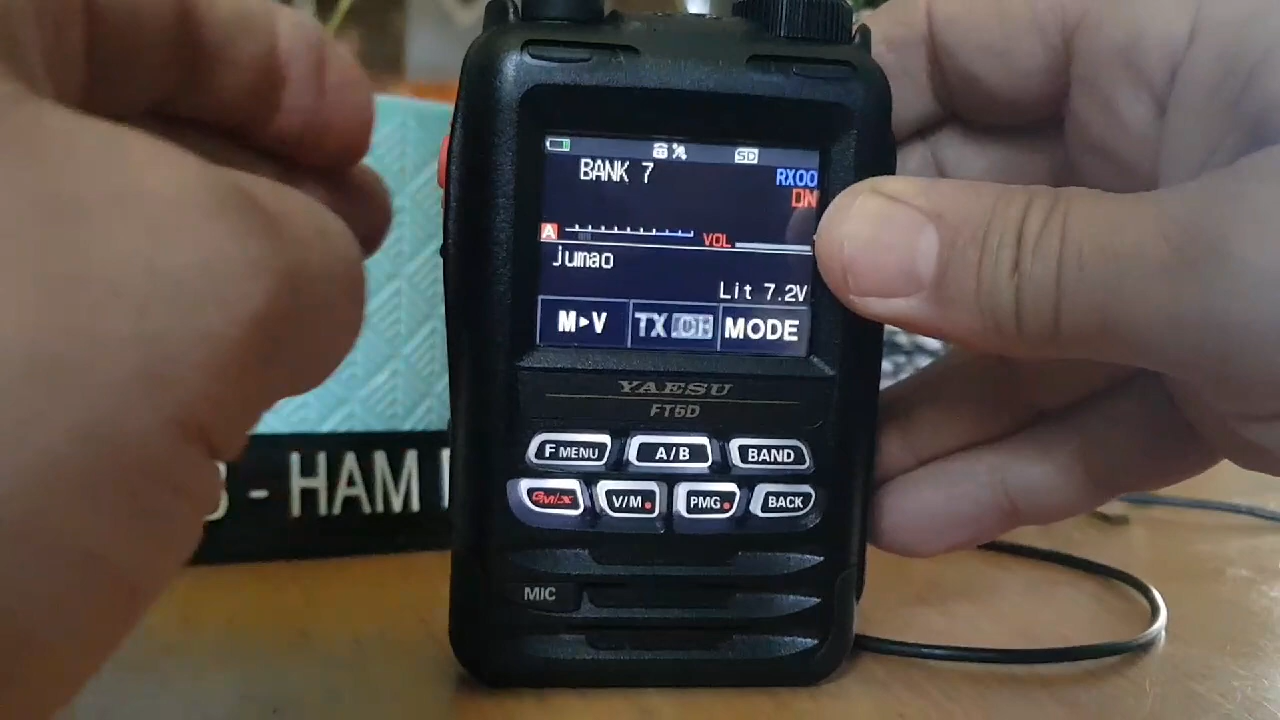 SD
BANK 7
RX00
DN
A
VOL
Jumao
Lit 7.2V
M▶V
TX
MODE
YAESU
FT5D
F MENU
A/B
BAND
V/M
PMG
BACK
- HAM
MIC